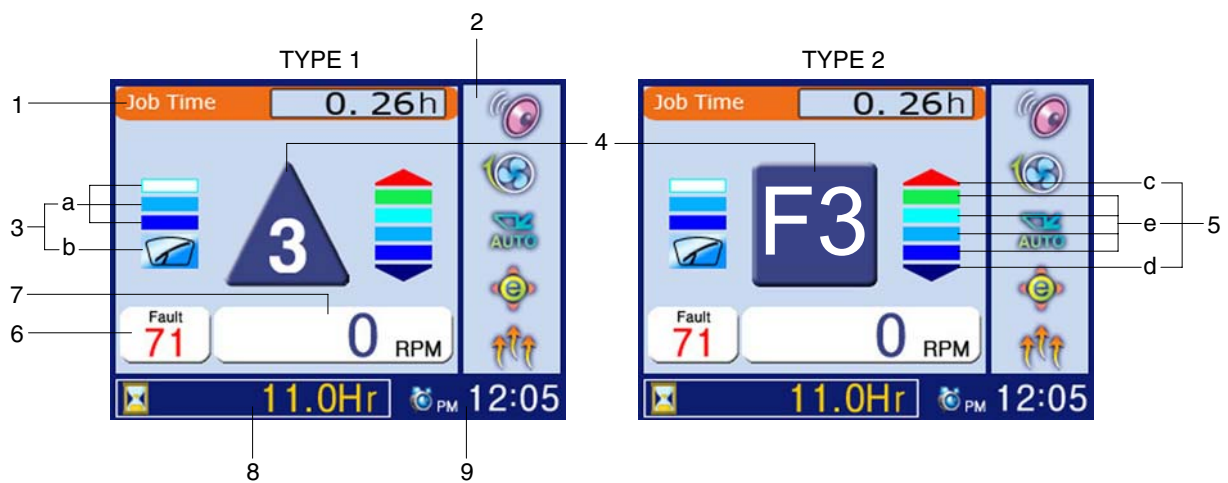 2
TYPE 1
TYPE 2
1
Job Time
0. 26h
Job Time
0. 26h
4
3
a
b
3
AUTO
e
F3
AUTO
e
c
e
d
5
7
6
Fault
71
0 RPM
Fault
71
0 RPM
11.0Hr
PM 12:05
11.0Hr
PM 12:05
8
9